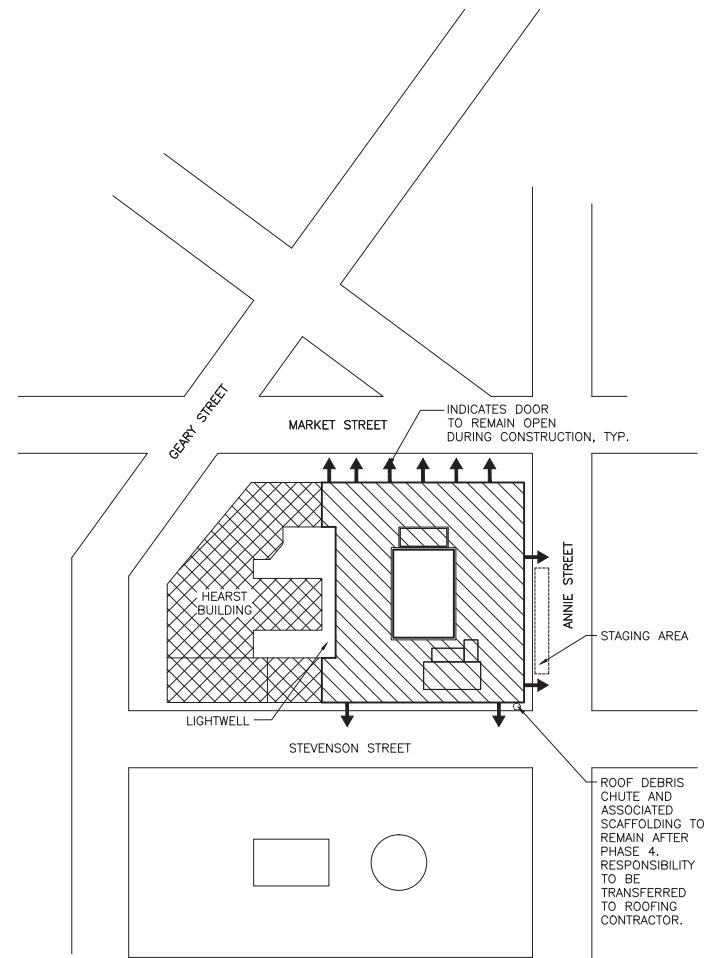 INDICATES DOOR
TO REMAIN OPEN
DURING CONSTRUCTION, TYP.
GEARY STREET
MARKET STREET
HEARST
BUILDING
ANNIE STREET
STAGING AREA
LIGHTWELL
STEVENSON STREET
ROOF DEBRIS
CHUTE AND
ASSOCIATED
SCAFFOLDING TO
REMAIN AFTER
PHASE 4.
RESPONSIBILITY
TO BE
TRANSFERRED
TO ROOFING
CONTRACTOR.